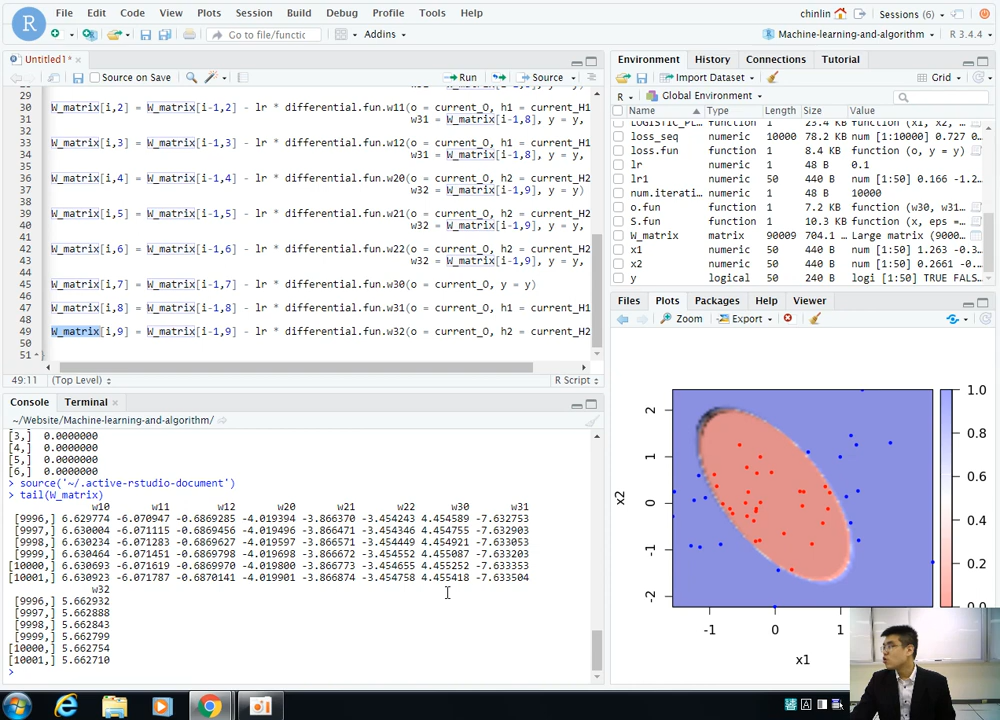 File Edit Code View Plots Session Build Debug Profile Tools Help
chinlin Sessions (6)
Go to file/functic Addins
Machine-learning-and-algorithm R 3.4.4
Untitled1*
Source on Save Run Source
29
30 W_matrix[i,2] = W_matrix[i-1,2] - lr * differential.fun.w11(o = current_O, h1 = current_H1
31 w31 = W_matrix[i-1,8], y = y,
32
33 W_matrix[i,3] = W_matrix[i-1,3] - lr * differential.fun.w12(o = current_O, h1 = current_H1
34 w31 = W_matrix[i-1,8], y = y,
35
36 W_matrix[i,4] = W_matrix[i-1,4] - lr * differential.fun.w20(o = current_O, h2 = current_H2
37 w32 = W_matrix[i-1,9], y = y)
38
39 W_matrix[i,5] = W_matrix[i-1,5] - lr * differential.fun.w21(o = current_O, h2 = current_H2
40 w32 = W_matrix[i-1,9], y = y,
41
42 W_matrix[i,6] = W_matrix[i-1,6] - lr * differential.fun.w22(o = current_O, h2 = current_H2
43 w32 = W_matrix[i-1,9], y = y,
44
45 W_matrix[i,7] = W_matrix[i-1,7] - lr * differential.fun.w30(o = current_O, y = y)
46
47 W_matrix[i,8] = W_matrix[i-1,8] - lr * differential.fun.w31(o = current_O, h1 = current_H1
48
49 W_matrix[i,9] = W_matrix[i-1,9] - lr * differential.fun.w32(o = current_O, h2 = current_H2
50
51 }
49:11 (Top Level) R Script
Console Terminal
~/Website/Machine-learning-and-algorithm/
[3,] 0.0000000
[4,] 0.0000000
[5,] 0.0000000
[6,] 0.0000000
> source('~/.active-rstudio-document')
> tail(W_matrix)
w10 w11 w12 w20 w21 w22 w30 w31
[9996,] 6.629773 -6.070947 -0.6869285 -4.019394 -3.866370 -3.454243 4.454589 -7.632753
[9997,] 6.630004 -6.071115 -0.6869456 -4.019496 -3.866471 -3.454346 4.454755 -7.632903
[9998,] 6.630234 -6.071283 -0.6869627 -4.019597 -3.866571 -3.454449 4.454921 -7.633053
[9999,] 6.630464 -6.071451 -0.6869798 -4.019698 -3.866672 -3.454552 4.455087 -7.633203
[10000,] 6.630693 -6.071619 -0.6869970 -4.019800 -3.866773 -3.454655 4.455252 -7.633353
[10001,] 6.630923 -6.071787 -0.6870141 -4.019901 -3.866874 -3.454758 4.455418 -7.633504
w32
[9996,] 5.662932
[9997,] 5.662888
[9998,] 5.662843
[9999,] 5.662799
[10000,] 5.662754
[10001,] 5.662710
>
Environment History Connections Tutorial
Import Dataset Grid
R Global Environment
Name Type Length Size Value
LOGISTIC_PL… function 1 23.4 KB function (x1, x2, …
loss_seq numeric 10000 78.2 KB num [1:10000] 0.727 0…
loss.fun function 1 8.4 KB function (o, y = y)
lr numeric 1 48 B 0.1
lr1 numeric 50 440 B num [1:50] 0.166 -1.2…
num.iterati… numeric 1 48 B 10000
o.fun function 1 7.2 KB function (w30, w31…
S.fun function 1 10.3 KB function (x, eps =…
W_matrix matrix 90009 704.1 … Large matrix (9000…
x1 numeric 50 440 B num [1:50] 1.263 -0.3…
x2 numeric 50 440 B num [1:50] 0.2661 -0…
y logical 50 240 B logi [1:50] TRUE FALS…
Files Plots Packages Help Viewer
Zoom Export
2
1
0
-1
-2
x2
-1 0 1
x1
1.0
0.8
0.6
0.4
0.2
0.0